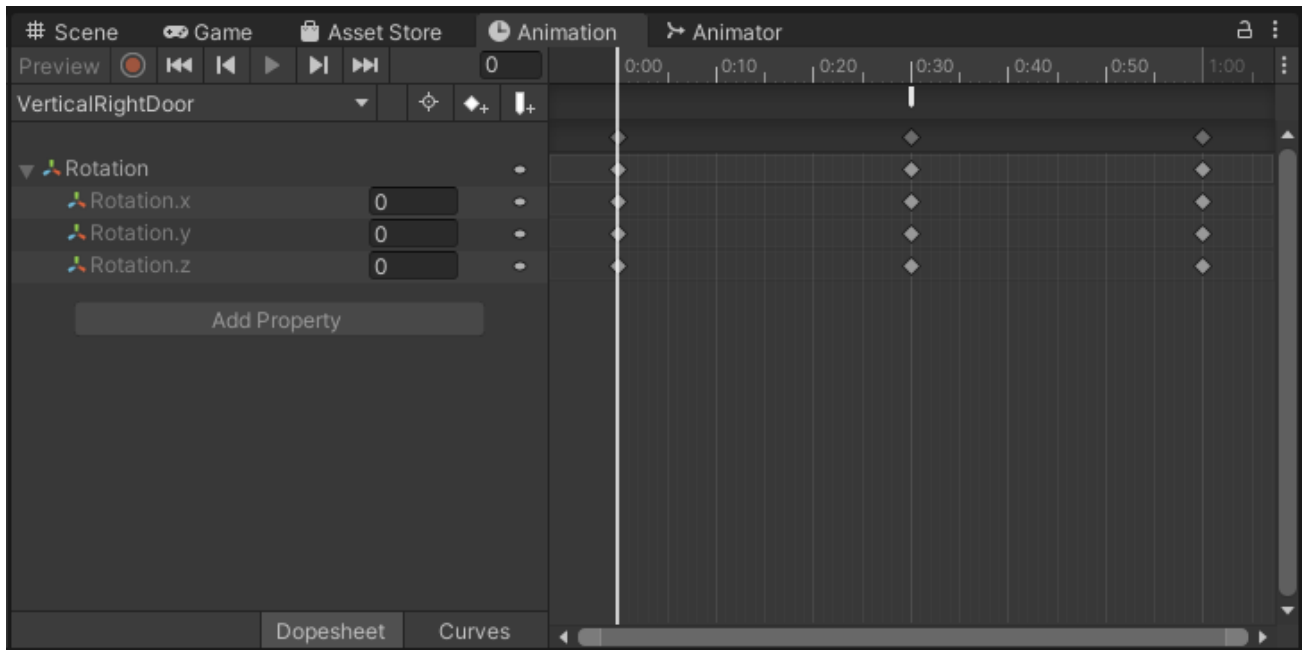 Scene Game Asset Store Animation Animator
Preview 0 0:00 0:10 0:20 0:30 0:40 0:50 1:00
VerticalRightDoor
Rotation
Rotation.x 0
Rotation.y 0
Rotation.z 0
Add Property
Dopesheet Curves